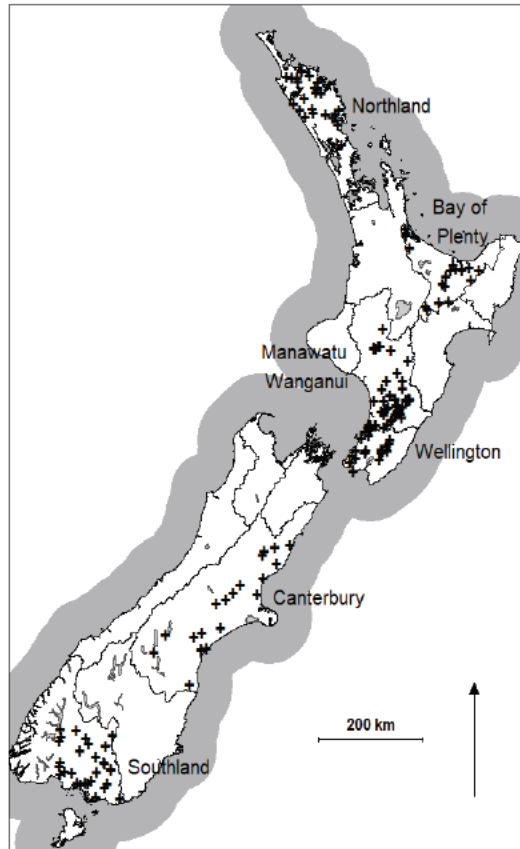 Northland
Bay of
Plenty
Manawatu
Wanganui
Wellington
Canterbury
200 km
Southland